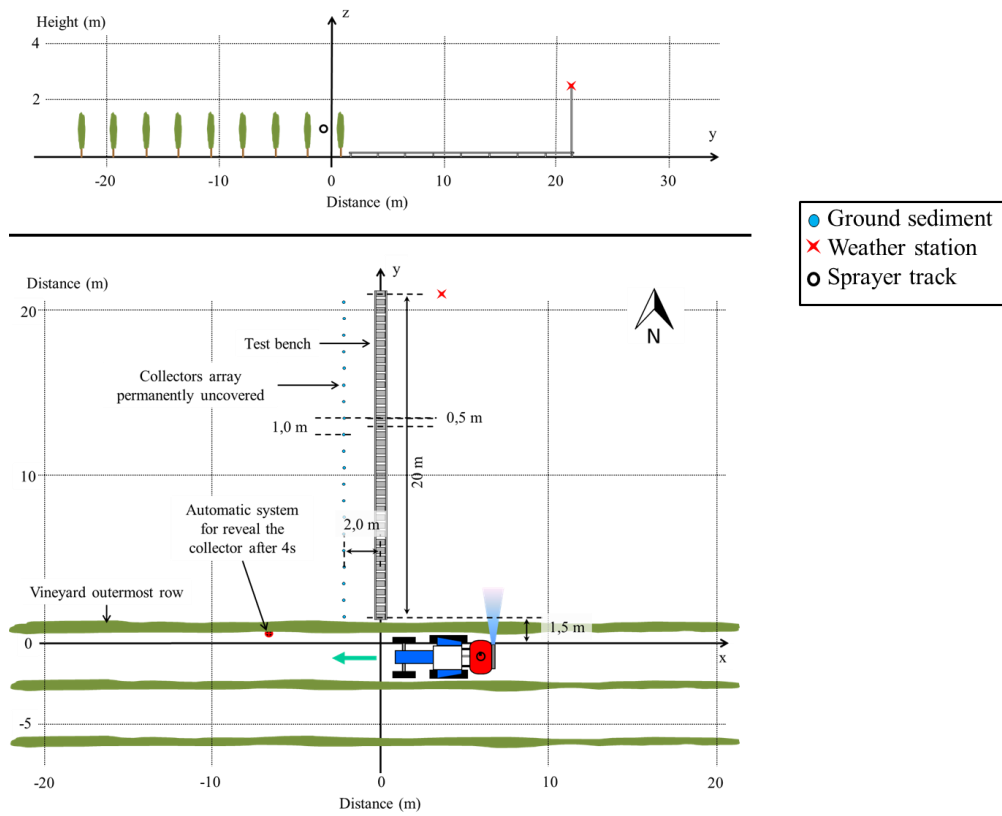 Height (m)
z
4
2
y
-20
-10
0
10
20
30
Distance (m)
Ground sediment
Weather station
Sprayer track
Distance (m)
y
20
N
Test bench
Collectors array
permanently uncovered
1,0 m
0,5 m
20 m
10
Automatic system
for reveal the
collector after 4s
2,0 m
Vineyard outermost row
1,5 m
0
x
-5
-20
-10
0
10
20
Distance (m)